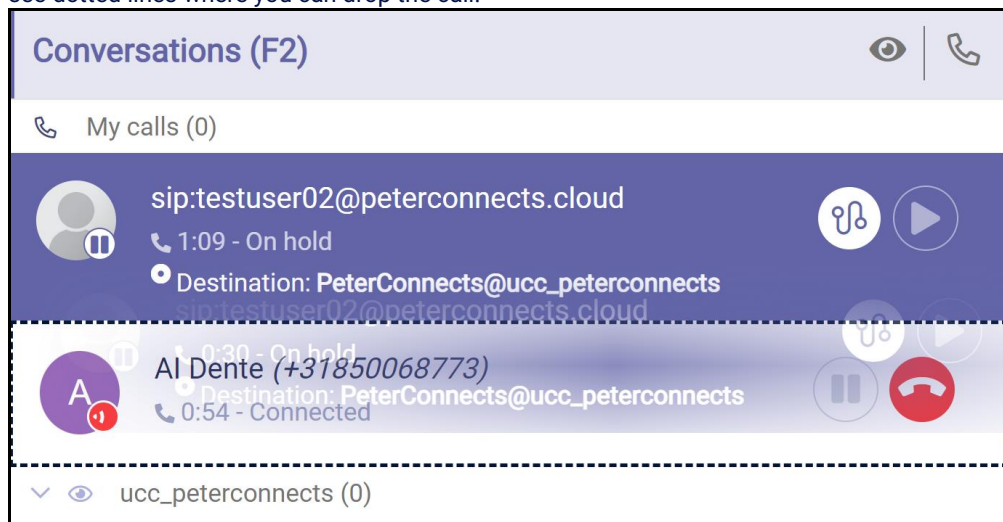 see dotted lines where you can drop the call.
Conversations (F2)
My calls (0)
sip:testuser02@peterconnects.cloud
1:09 - On hold
Destination: PeterConnects@ucc_peterconnects
sip:testuser02@peterconnects.cloud
0:30 - On hold
Al Dente (+31850068773)
Destination: PeterConnects@ucc_peterconnects
A
0:54 - Connected
ucc_peterconnects (0)